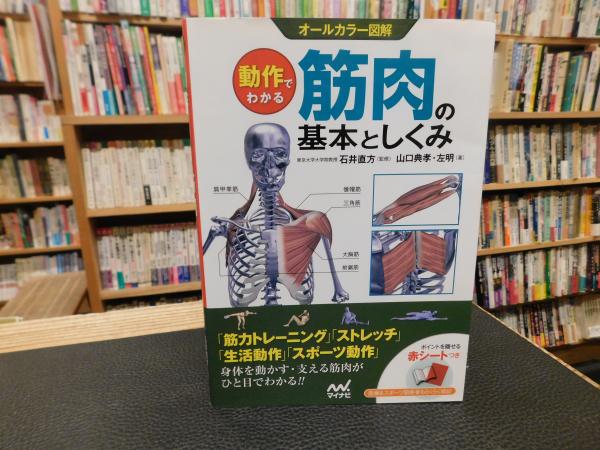 オールカラー図解
動作で
わかる
筋肉の
基本としくみ
東京大学大学院教授 石井直方(監修) 山口典孝・左明(著)
肩甲挙筋
棘上筋
三角筋
大胸筋
前鋸筋
「筋力トレーニング」「ストレッチ」
「生活動作」「スポーツ動作」
身体を動かす・支える筋肉が
ひと目でわかる!!
マイナビ
ポイントを隠せる
赤シートつき